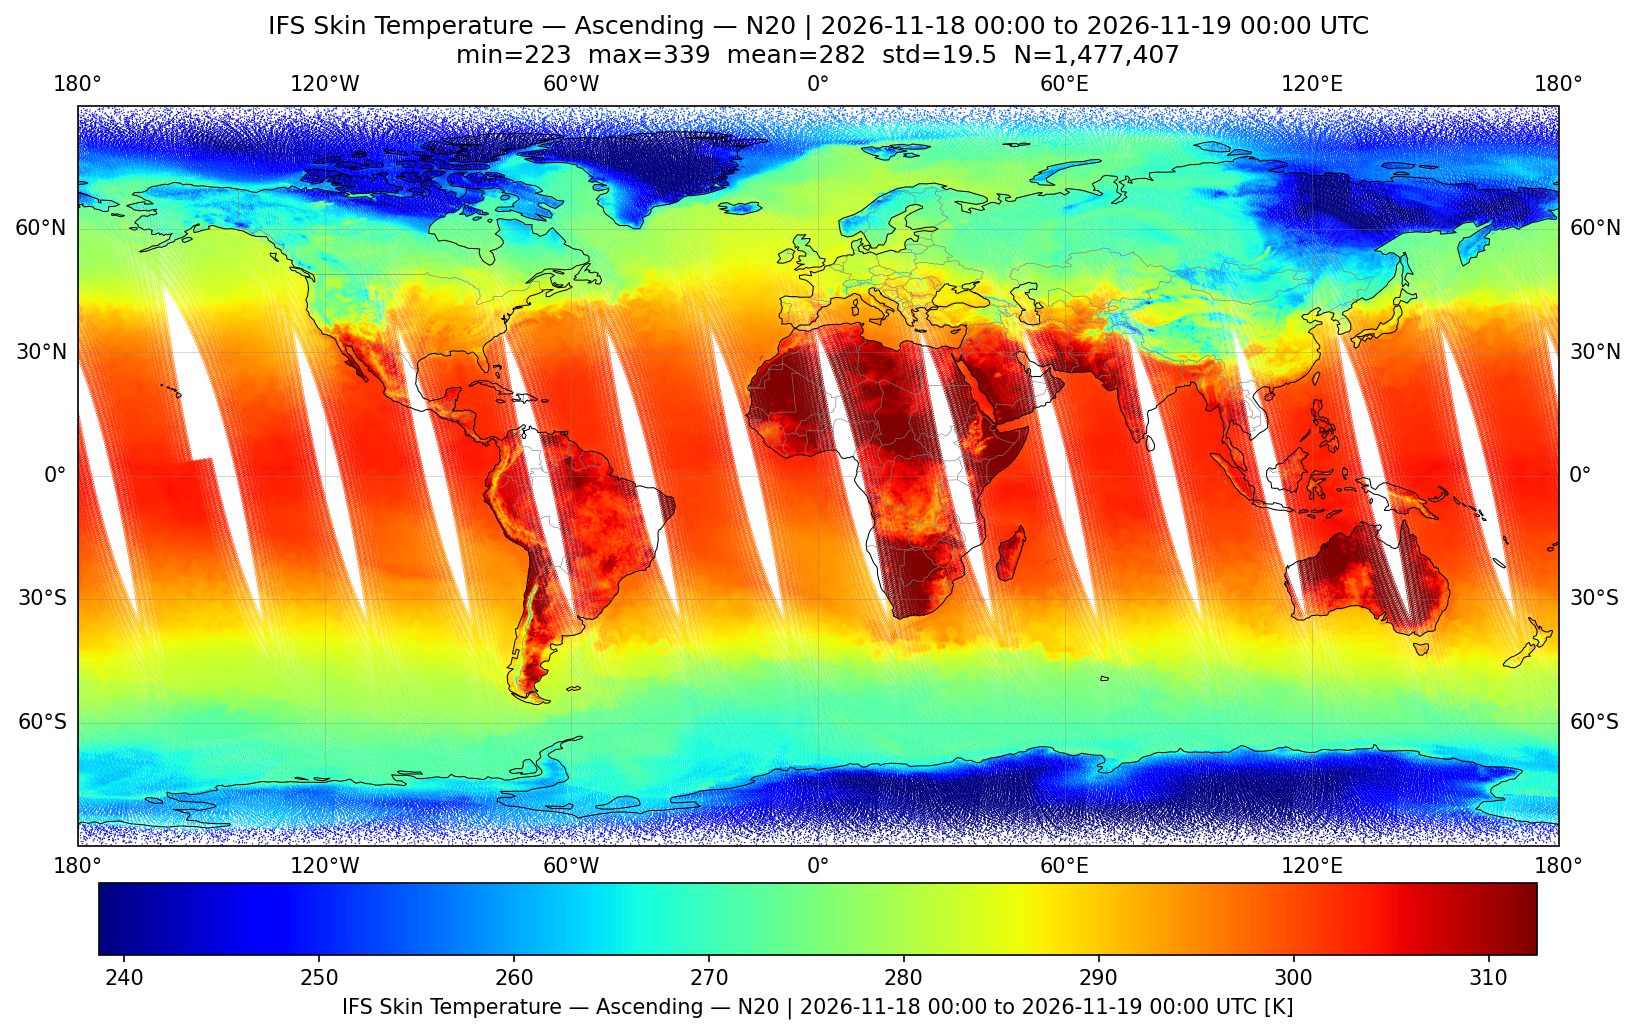 IFS Skin Temperature — Ascending — N20 | 2026-11-18 00:00 to 2026-11-19 00:00 UTC
min=223 max=339 mean=282 std=19.5 N=1,477,407
180° 120°W 60°W 0° 60°E 120°E 180°
60°N 60°N
30°N 30°N
0° 0°
30°S 30°S
60°S 60°S
180° 120°W 60°W 0° 60°E 120°E 180°
240 250 260 270 280 290 300 310
IFS Skin Temperature — Ascending — N20 | 2026-11-18 00:00 to 2026-11-19 00:00 UTC [K]